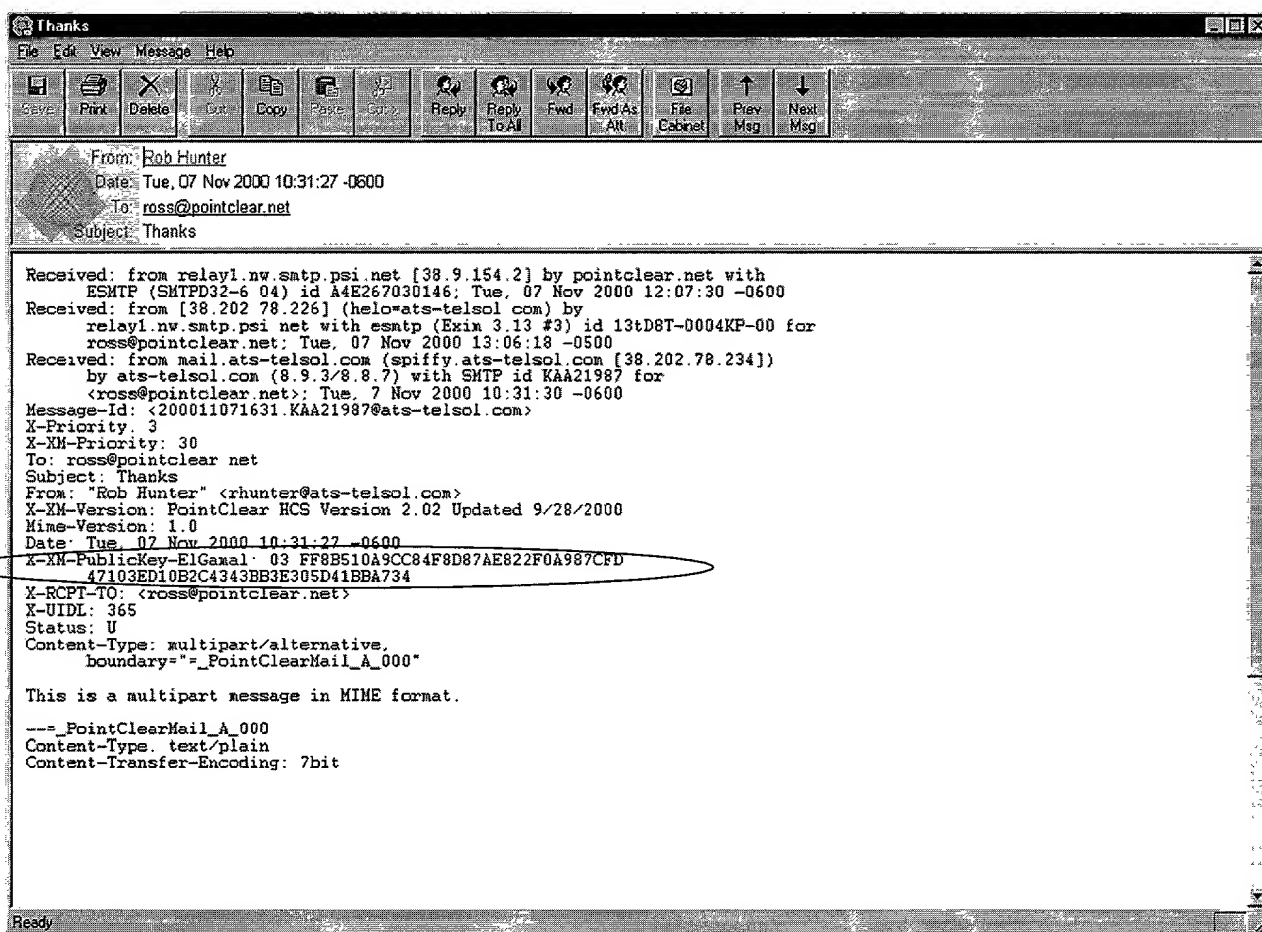 Thanks
File Edit View Message Help
Save Print Delete Cut Copy Paste Reply Reply To All Fwd Fwd As Att File Cabinet Prev Msg Next Msg
From: Rob Hunter
Date: Tue, 07 Nov 2000 10:31:27 -0600
To: ross@pointclear.net
Subject: Thanks
Received: from relay1.nw.smtp.psi.net [38.9.154.2] by pointclear.net with
ESMTP (SMTPD32-6 04) id A4E267030146; Tue, 07 Nov 2000 12:07:30 -0600
Received: from [38.202 78.226] (helo=ats-telsol com) by
relay1.nw.smtp.psi net with esmtp (Exim 3.13 #3) id 13tD8T-0004KP-00 for
ross@pointclear.net; Tue, 07 Nov 2000 13:06:18 -0500
Received: from mail.ats-telsol.com (spiffy.ats-telsol.com [38.202.78.234])
by ats-telsol.com (8.9.3/8.8.7) with SMTP id KAA21987 for
<ross@pointclear.net>; Tue, 7 Nov 2000 10:31:30 -0600
Message-Id: <200011071631.KAA21987@ats-telsol.com>
X-Priority. 3
X-XM-Priority: 30
To: ross@pointclear net
Subject: Thanks
From: "Rob Hunter" <rhunter@ats-telsol.com>
X-XM-Version: PointClear HCS Version 2.02 Updated 9/28/2000
Mime-Version: 1.0
Date: Tue, 07 Nov 2000 10:31:27 -0600
X-XM-PublicKey-ElGamal: 03 FF8B510A9CC84F8D87AE822F0A987CFD
47103ED10B2C4343BB3E305D41BBA734
X-RCPT-TO: <ross@pointclear.net>
X-UIDL: 365
Status: U
Content-Type: multipart/alternative,
boundary="=_PointClearMail_A_000"
This is a multipart message in MIME format.
--=_PointClearMail_A_000
Content-Type. text/plain
Content-Transfer-Encoding: 7bit
Ready